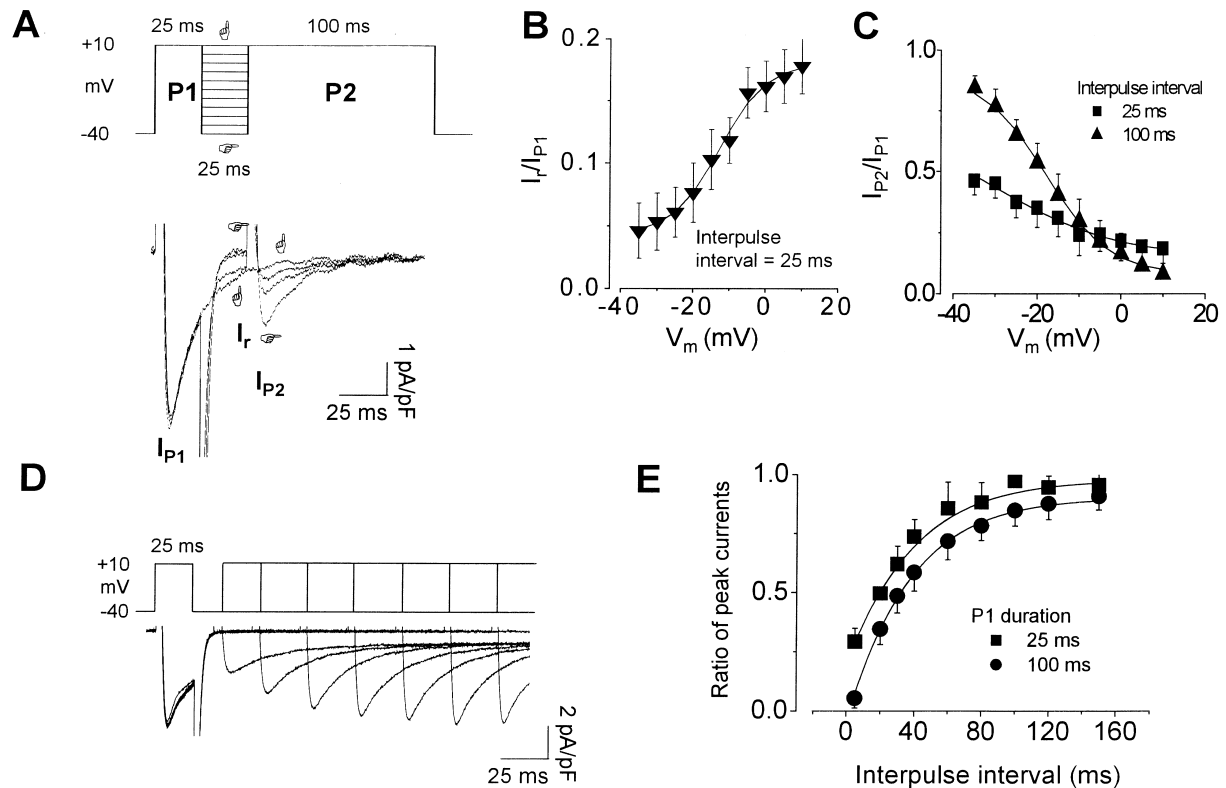 A
25 ms
100 ms
+10
mV
-40
P1
P2
25 ms
I_r
I_P2
I_P1
1 pA/pF
25 ms
B
0.2
0.1
0.0
I_r/I_P1
Interpulse
interval = 25 ms
-40
-20
0
20
V_m (mV)
C
1.0
0.5
0.0
I_P2/I_P1
Interpulse interval
25 ms
100 ms
-40
-20
0
20
V_m (mV)
D
25 ms
+10
mV
-40
2 pA/pF
25 ms
E
1.0
0.5
0.0
Ratio of peak currents
P1 duration
25 ms
100 ms
0
40
80
120
160
Interpulse interval (ms)